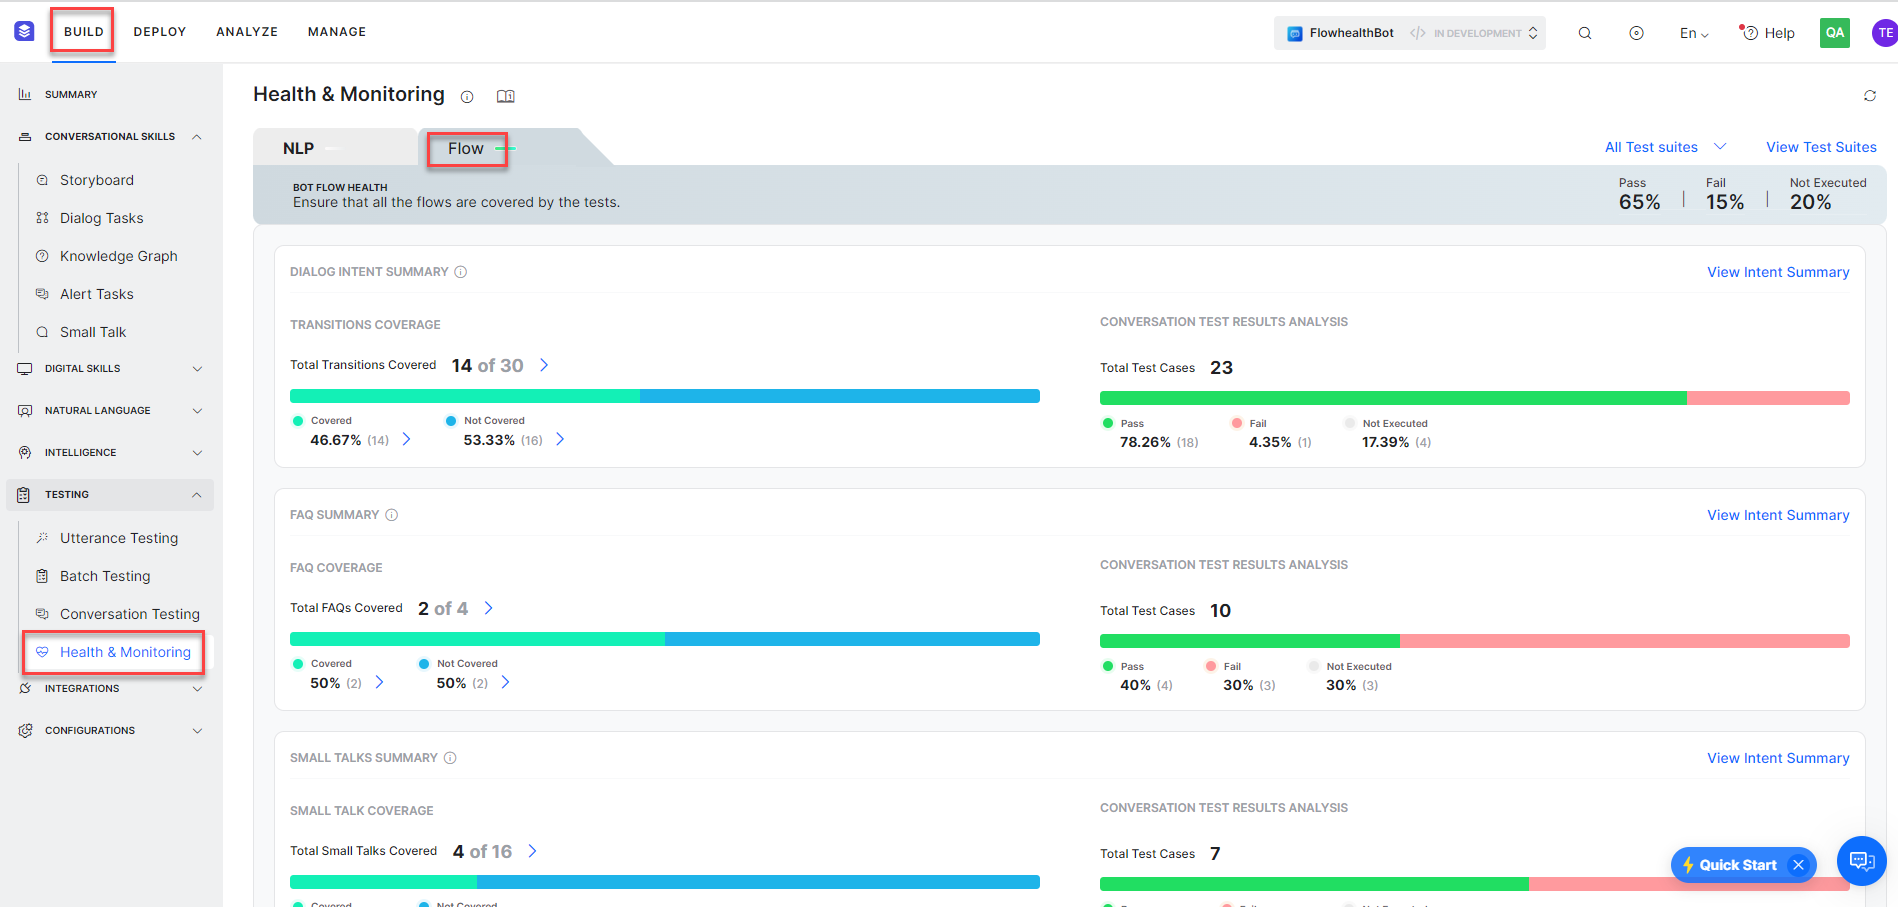 BUILD DEPLOY ANALYZE MANAGE FlowhealthBot </> IN DEVELOPMENT En Help QA TE
SUMMARY
CONVERSATIONAL SKILLS
Storyboard
Dialog Tasks
Knowledge Graph
Alert Tasks
Small Talk
DIGITAL SKILLS
NATURAL LANGUAGE
INTELLIGENCE
TESTING
Utterance Testing
Batch Testing
Conversation Testing
Health & Monitoring
INTEGRATIONS
CONFIGURATIONS
Health & Monitoring
NLP Flow All Test suites View Test Suites
BOT FLOW HEALTH
Ensure that all the flows are covered by the tests.
Pass Fail Not Executed
65% 15% 20%
DIALOG INTENT SUMMARY View Intent Summary
TRANSITIONS COVERAGE
Total Transitions Covered 14 of 30
Covered Not Covered
46.67% (14) 53.33% (16)
CONVERSATION TEST RESULTS ANALYSIS
Total Test Cases 23
Pass Fail Not Executed
78.26% (18) 4.35% (1) 17.39% (4)
FAQ SUMMARY View Intent Summary
FAQ COVERAGE
Total FAQs Covered 2 of 4
Covered Not Covered
50% (2) 50% (2)
CONVERSATION TEST RESULTS ANALYSIS
Total Test Cases 10
Pass Fail Not Executed
40% (4) 30% (3) 30% (3)
SMALL TALKS SUMMARY View Intent Summary
SMALL TALK COVERAGE
Total Small Talks Covered 4 of 16
Covered Not Covered
CONVERSATION TEST RESULTS ANALYSIS
Total Test Cases 7
Quick Start